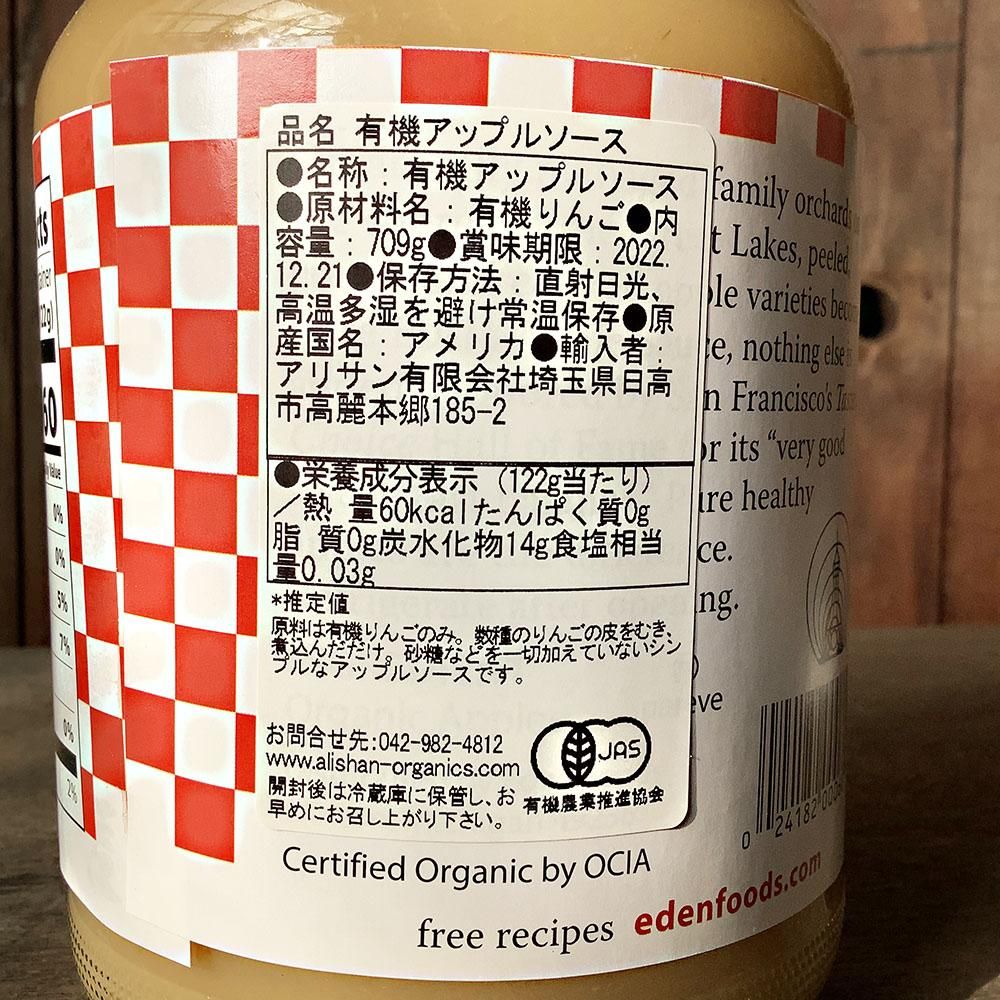 品名 有機アップルソース
●名称:有機アップルソース
●原材料名:有機りんご●内
容量:709g●賞味期限:2022.
12.21●保存方法:直射日光、
高温多湿を避け常温保存●原
産国名:アメリカ●輸入者:
アリサン有限会社埼玉県日高
市高麗本郷185-2
●栄養成分表示(122g当たり)
/熱 量60kcalたんぱく質0g
脂 質0g炭水化物14g食塩相当
量0.03g
*推定値
原料は有機りんごのみ。数種のりんごの皮をむき、
煮込んだだけ。砂糖などを一切加えていないシン
プルなアップルソースです。
お問合せ先:042-982-4812
www.alishan-organics.com
開封後は冷蔵庫に保管し、お
早めにお召し上がり下さい。
JAS
有機農業推進協会
family orchards
t Lakes, peeled,
ple varieties
ce, nothing else
n Francisco's
or its "very good
ure healthy
ce.
ng.
eve
0%
0%
5%
7%
0%
2%
0 24182
Certified Organic by OCIA
free recipes edenfoods.com